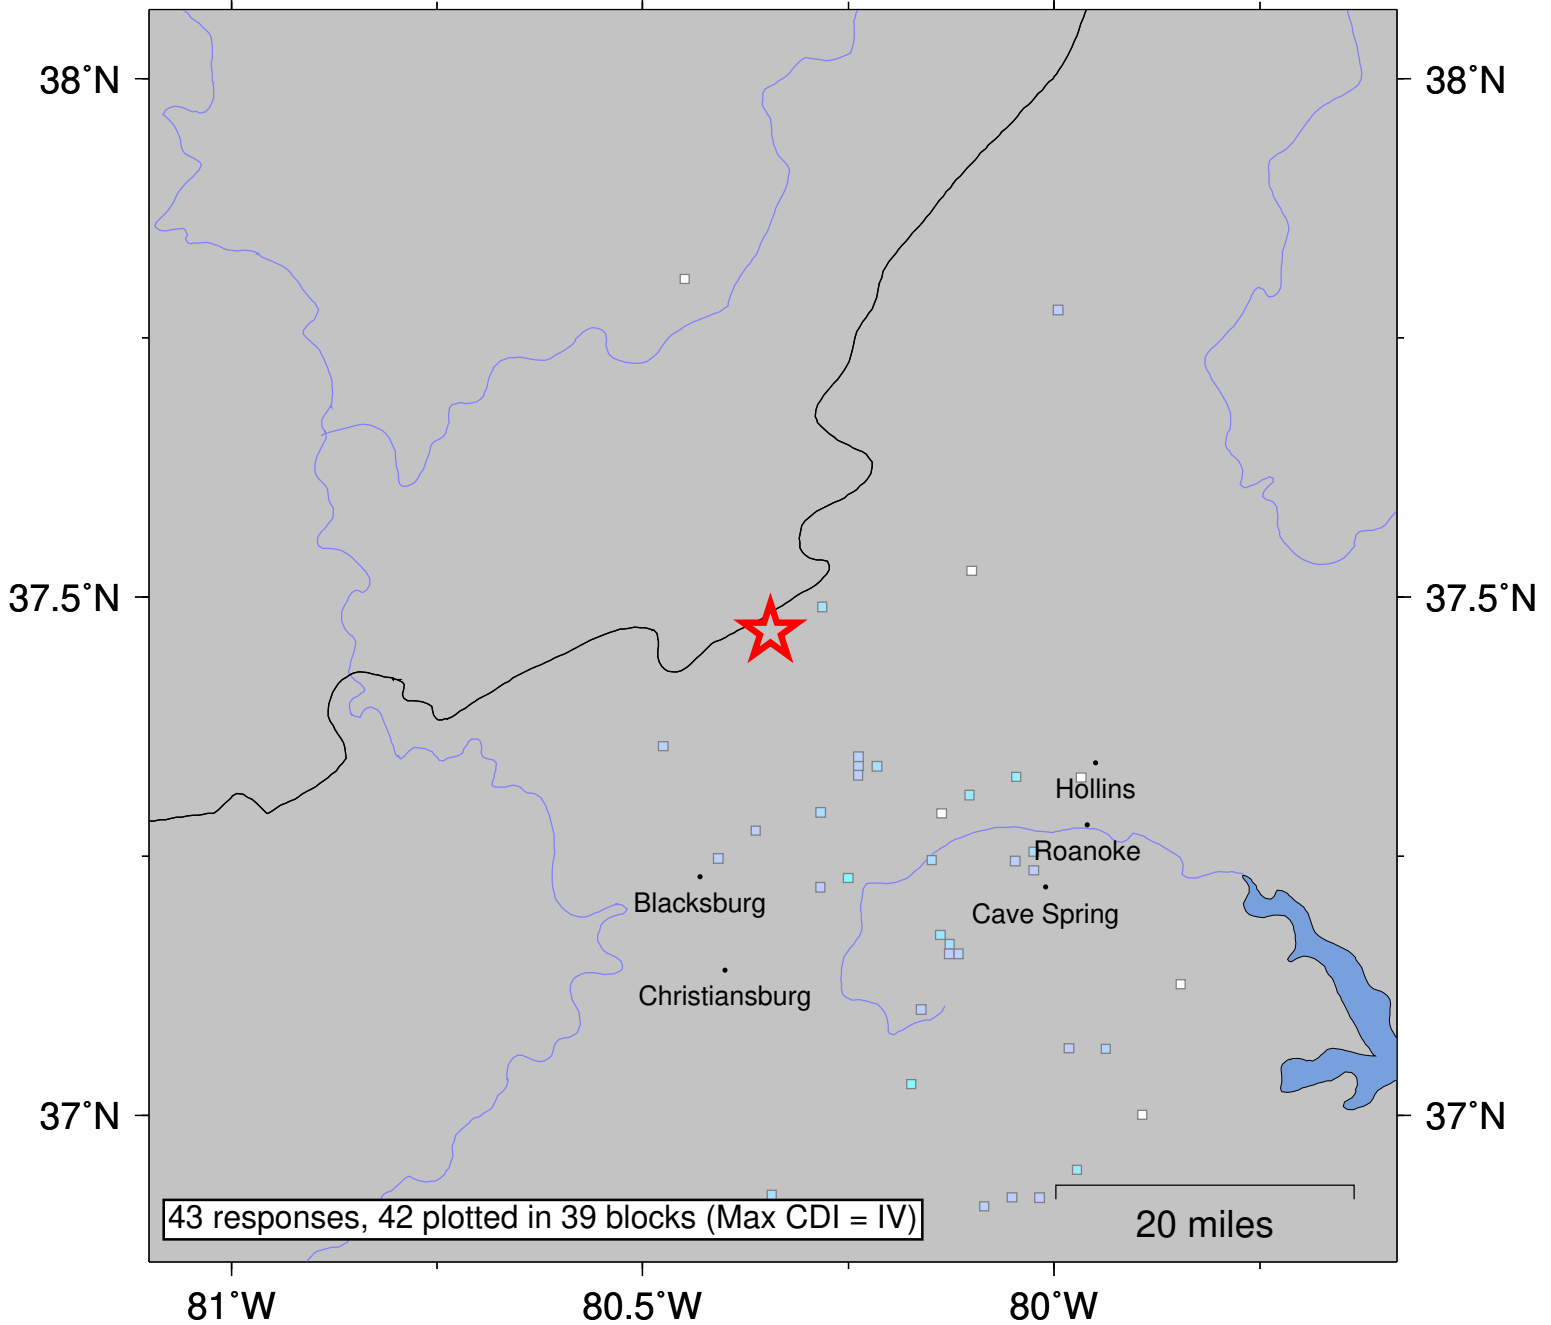 38°N
38°N
37.5°N
37.5°N
Hollins
Roanoke
Blacksburg
Cave Spring
Christiansburg
37°N
37°N
43 responses, 42 plotted in 39 blocks (Max CDI = IV)
20 miles
81°W
80.5°W
80°W